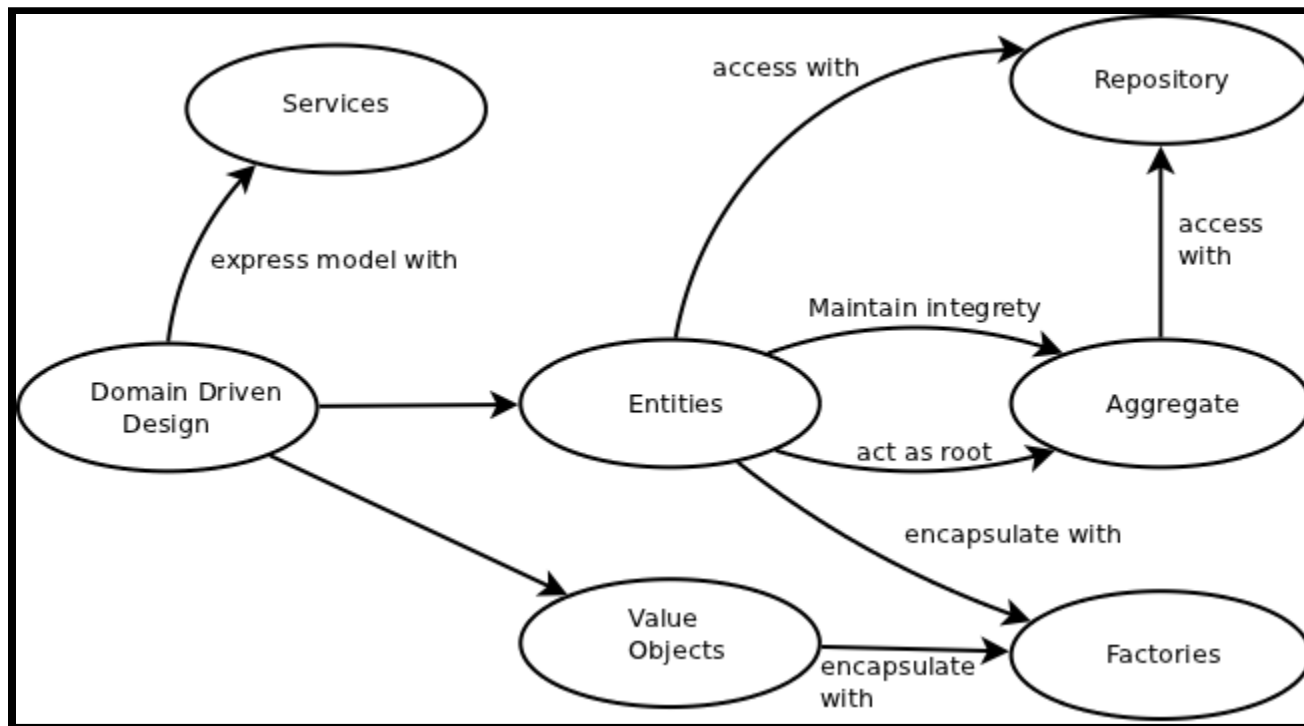 Services
access with
Repository
express model with
access
with
Maintain integrety
Domain Driven
Design
Entities
Aggregate
act as root
encapsulate with
Value
Objects
encapsulate
with
Factories